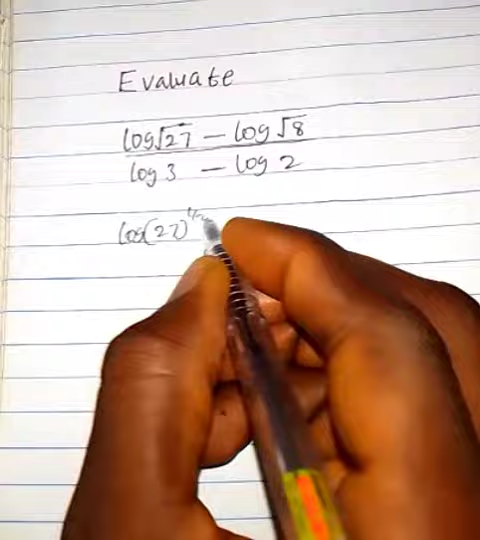 Evaluate
log√27 – log √8
log 3 – log 2
log(27)^1/2